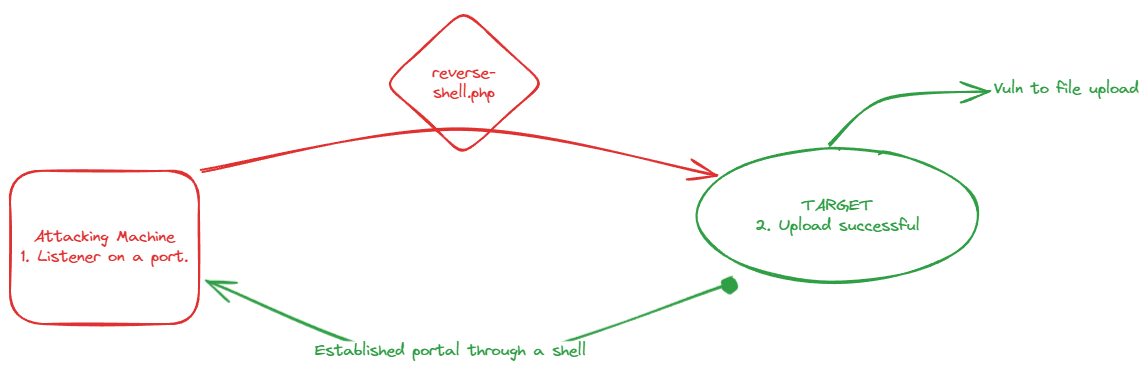 reverse-
shell.php
Vuln to file upload
TARGET
2. Upload successful
Attacking Machine
1. Listener on a port.
Established portal through a shell